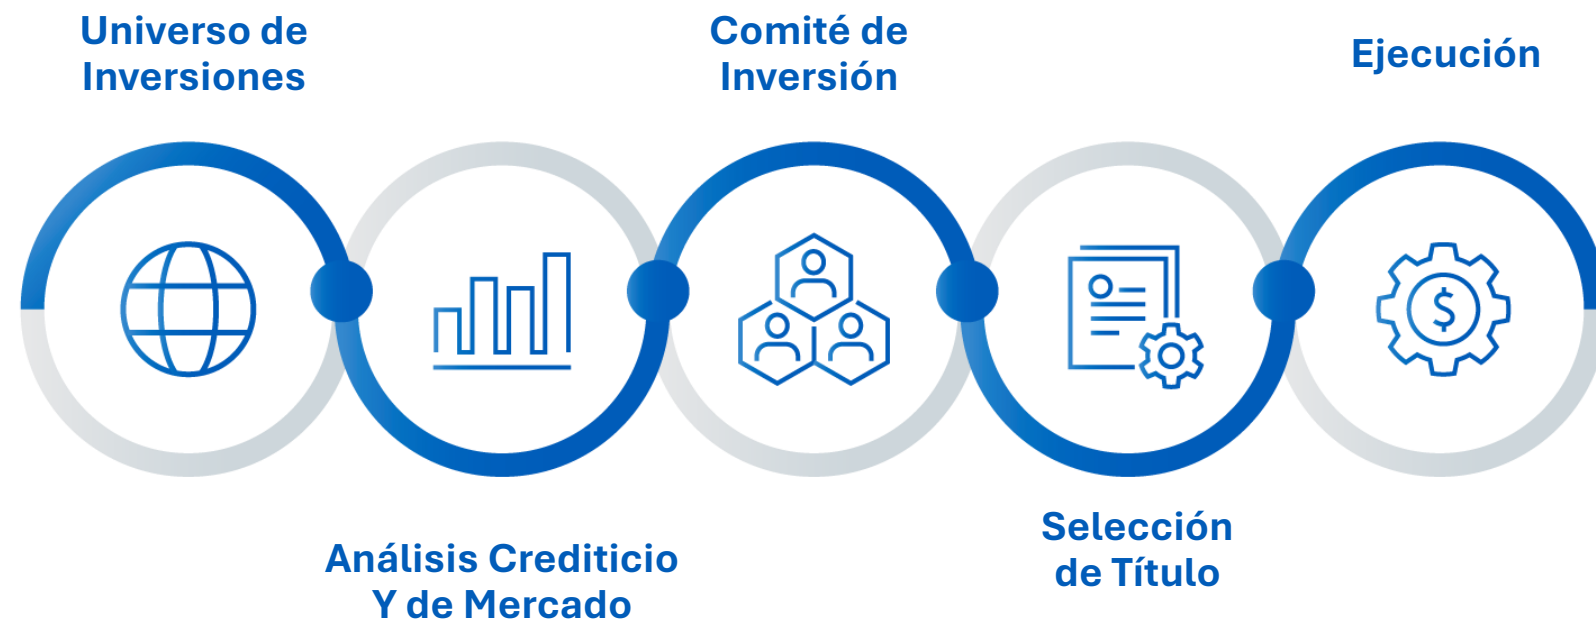 Universo de
Inversiones
Análisis Crediticio
Y de Mercado
Comité de
Inversión
Selección
de Título
Ejecución
$